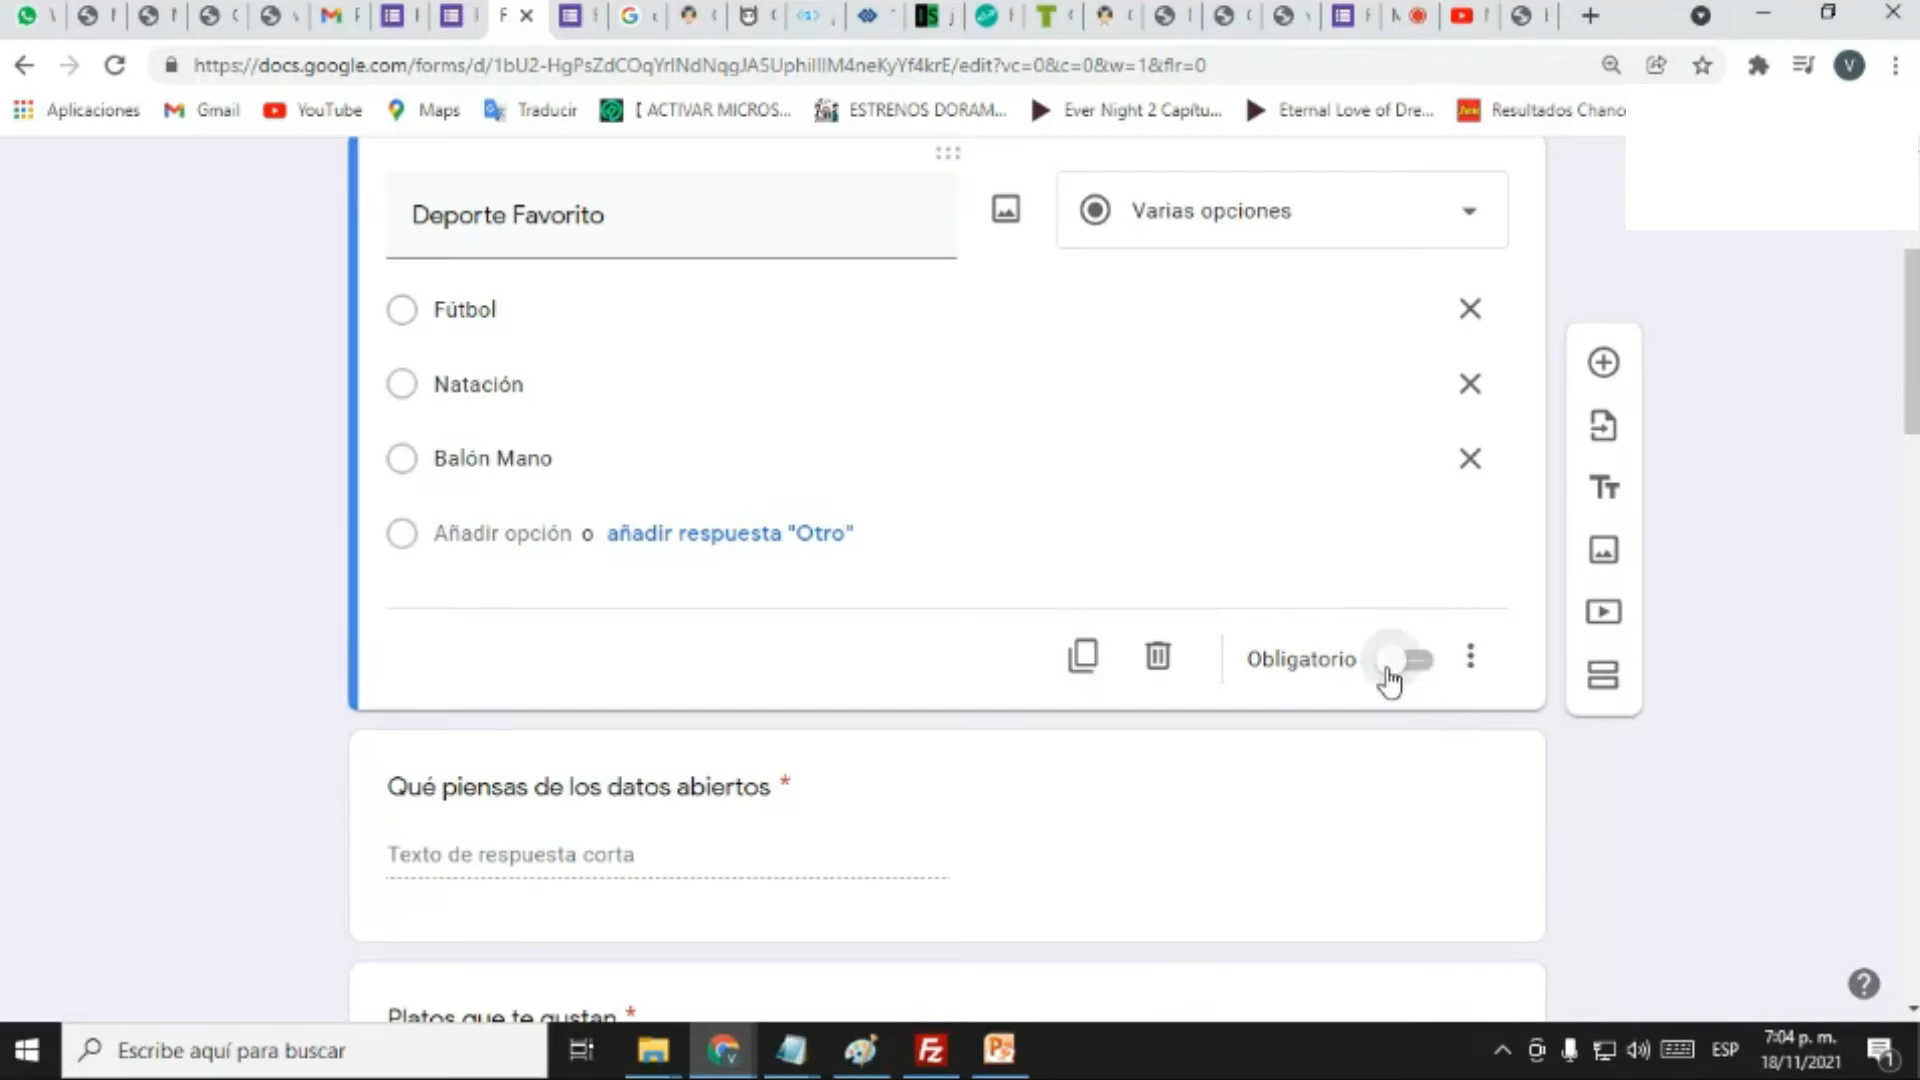 https://docs.google.com/forms/d/1bU2-HgPsZdCOqYrINdNqgJA5UphiIlIM4neKyYf4krE/edit?vc=0&c=0&w=1&flr=0
V
Aplicaciones Gmail YouTube Maps Traducir [ ACTIVAR MICROS... ESTRENOS DORAM... Ever Night 2 Capítu... Eternal Love of Dre... Resultados Chanc
Deporte Favorito
Varias opciones
Fútbol
Natación
Balón Mano
Añadir opción o añadir respuesta "Otro"
Obligatorio
Qué piensas de los datos abiertos *
Texto de respuesta corta
Platos que te gustan *
Escribe aquí para buscar
ESP
7:04 p. m.
18/11/2021
1